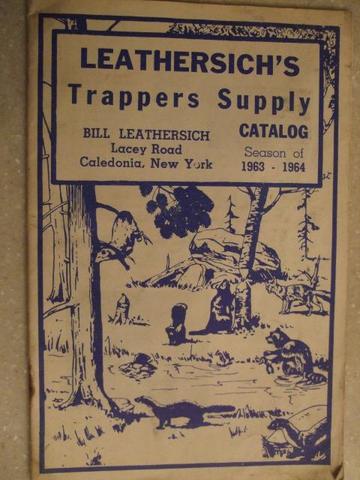 LEATHERSICH'S
Trappers Supply
BILL LEATHERSICH
Lacey Road
Caledonia, New York
CATALOG
Season of
1963 - 1964